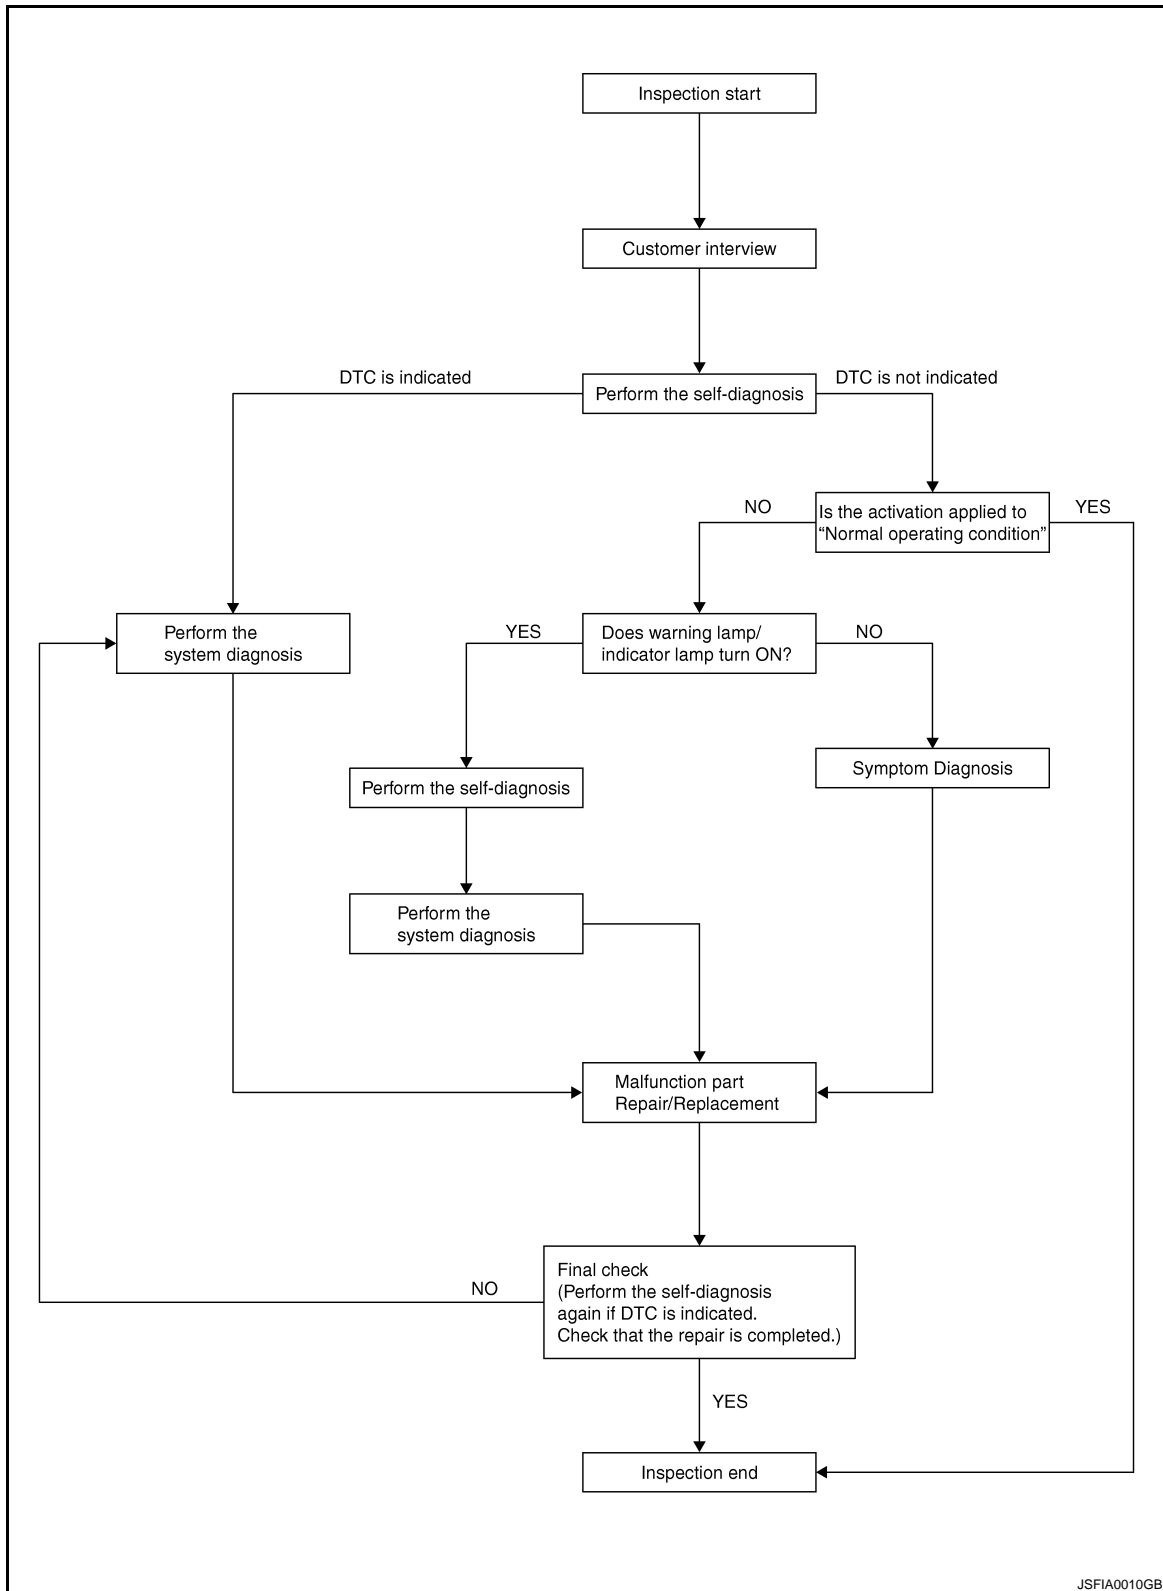 Inspection start
Customer interview
DTC is indicated
DTC is not indicated
Perform the self-diagnosis
NO
Is the activation applied to
“Normal operating condition”
YES
Perform the
system diagnosis
YES
Does warning lamp/
indicator lamp turn ON?
NO
Perform the self-diagnosis
Symptom Diagnosis
Perform the
system diagnosis
Malfunction part
Repair/Replacement
NO
Final check
(Perform the self-diagnosis
again if DTC is indicated.
Check that the repair is completed.)
YES
Inspection end
JSFIA0010GB